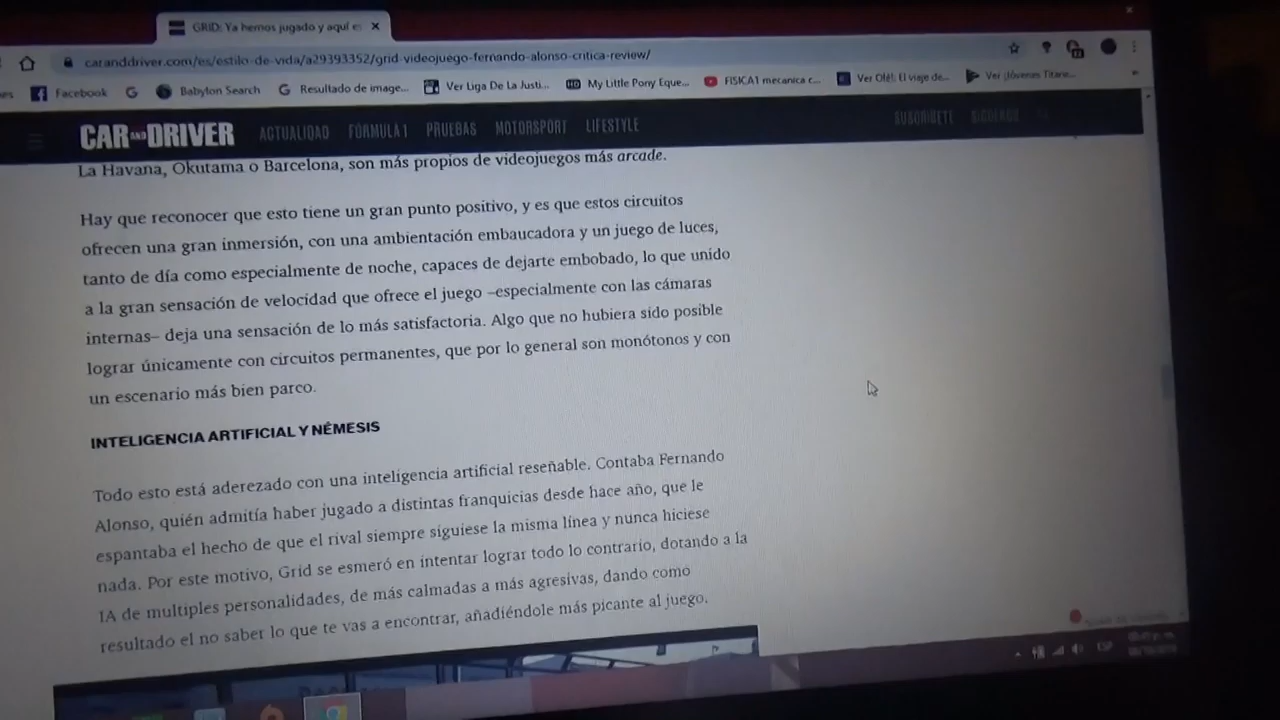 GRID: Ya hemos jugado y aquí es
caranddriver.com/es/estilo-de-vida/a29393352/grid-videojuego-fernando-alonso-critica-review/
Facebook
Babylon Search
Resultado de image...
Ver Liga De La Justi...
My Little Pony Eque...
FISICA1 mecanica c...
Ver Olé!. El viaje de...
Ver ¡Jóvenes Titane...
CAR AND DRIVER
ACTUALIDAD
FÓRMULA 1
PRUEBAS
MOTORSPORT
LIFESTYLE
SUSCRÍBETE
SÍGUENOS
La Havana, Okutama o Barcelona, son más propios de videojuegos más arcade.
Hay que reconocer que esto tiene un gran punto positivo, y es que estos circuitos
ofrecen una gran inmersión, con una ambientación embaucadora y un juego de luces,
tanto de día como especialmente de noche, capaces de dejarte embobado, lo que unido
a la gran sensación de velocidad que ofrece el juego –especialmente con las cámaras
internas– deja una sensación de lo más satisfactoria. Algo que no hubiera sido posible
lograr únicamente con circuitos permanentes, que por lo general son monótonos y con
un escenario más bien parco.
INTELIGENCIA ARTIFICIAL Y NÉMESIS
Todo esto está aderezado con una inteligencia artificial reseñable. Contaba Fernando
Alonso, quién admitía haber jugado a distintas franquicias desde hace año, que le
espantaba el hecho de que el rival siempre siguiese la misma línea y nunca hiciese
nada. Por este motivo, Grid se esmeró en intentar lograr todo lo contrario, dotando a la
IA de multiples personalidades, de más calmadas a más agresivas, dando como
resultado el no saber lo que te vas a encontrar, añadiéndole más picante al juego.
ESP